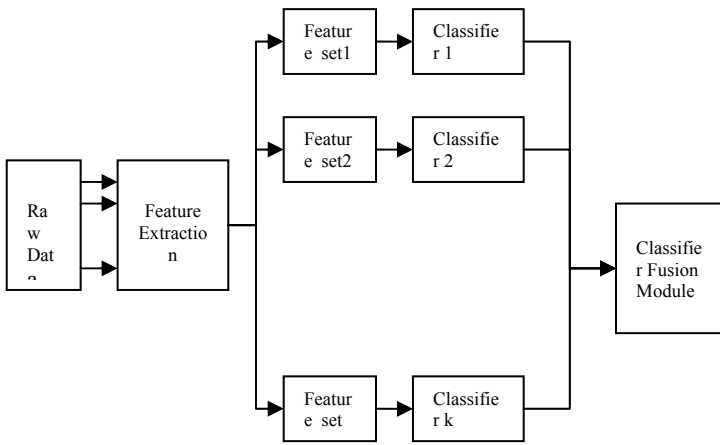 Featur
e set1
Classifie
r 1
Featur
e set2
Classifie
r 2
Ra
w
Dat
a
Feature
Extractio
n
Classifie
r Fusion
Module
Featur
e set
Classifie
r k